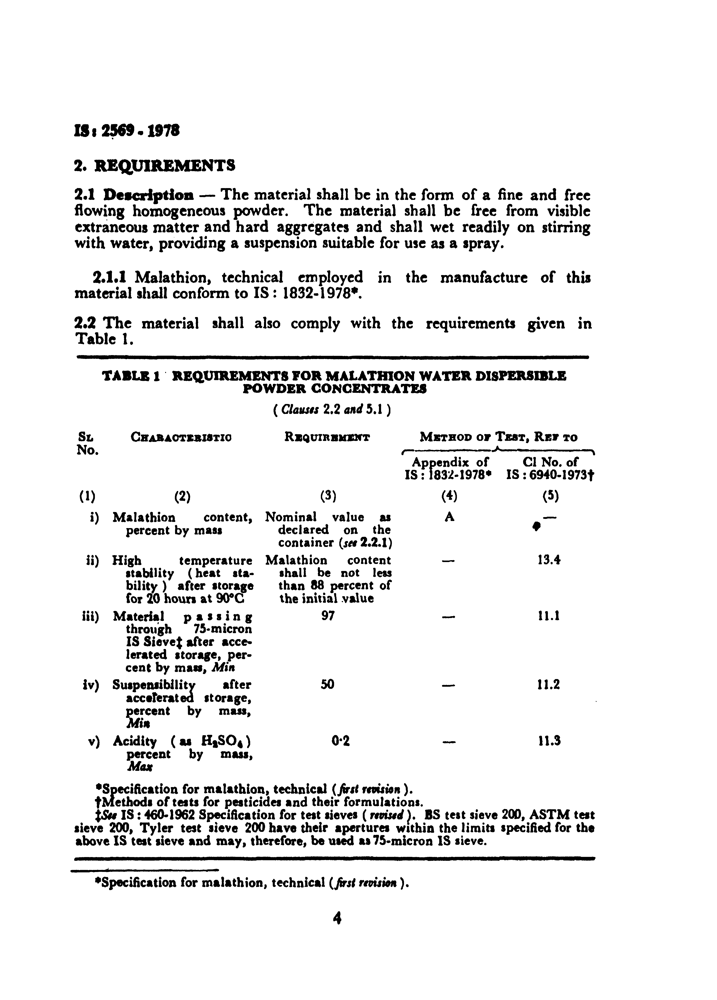 IS : 2569 - 1978
2. REQUIREMENTS
2.1 Description — The material shall be in the form of a fine and free
flowing homogeneous powder. The material shall be free from visible
extraneous matter and hard aggregates and shall wet readily on stirring
with water, providing a suspension suitable for use as a spray.
2.1.1 Malathion, technical employed in the manufacture of this
material shall conform to IS : 1832-1978*.
2.2 The material shall also comply with the requirements given in
Table 1.
TABLE 1 REQUIREMENTS FOR MALATHION WATER DISPERSIBLE
POWDER CONCENTRATES
( Clauses 2.2 and 5.1 )
SL CHARACTERISTIC REQUIREMENT METHOD OF TEST, REF TO
No.
Appendix of Cl No. of
IS : 1832-1978* IS : 6940-1973†
(1) (2) (3) (4) (5)
i) Malathion content, Nominal value as A —
percent by mass declared on the
container (see 2.2.1)
ii) High temperature Malathion content — 13.4
stability ( heat sta- shall be not less
bility ) after storage than 88 percent of
for 20 hours at 90°C the initial value
iii) Material passing 97 — 11.1
through 75-micron
IS Sieve‡ after acce-
lerated storage, per-
cent by mass, Min
iv) Suspensibility after 50 — 11.2
accelerated storage,
percent by mass,
Min
v) Acidity ( as H₂SO₄ ) 0·2 — 11.3
percent by mass,
Max
*Specification for malathion, technical ( first revision ).
†Methods of tests for pesticides and their formulations.
‡See IS : 460-1962 Specification for test sieves ( revised ). BS test sieve 200, ASTM test
sieve 200, Tyler test sieve 200 have their apertures within the limits specified for the
above IS test sieve and may, therefore, be used as 75-micron IS sieve.
*Specification for malathion, technical ( first revision ).
4